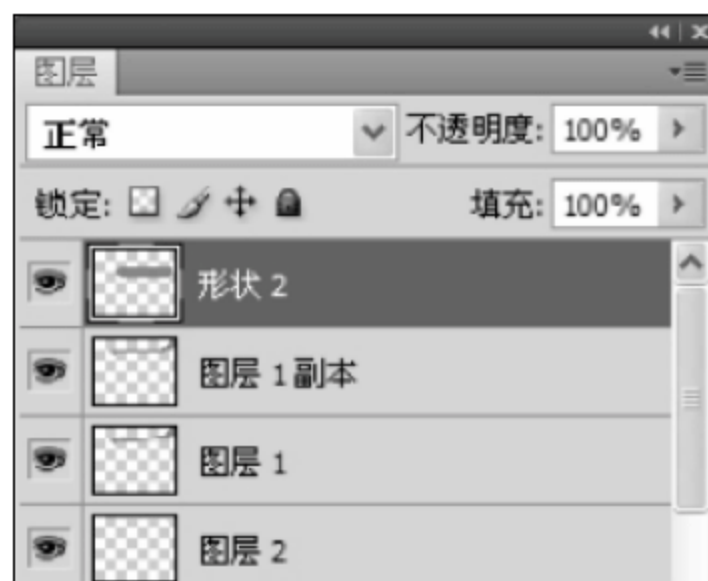 图层
正常 不透明度: 100%
锁定: 填充: 100%
形状 2
图层 1 副本
图层 1
图层 2